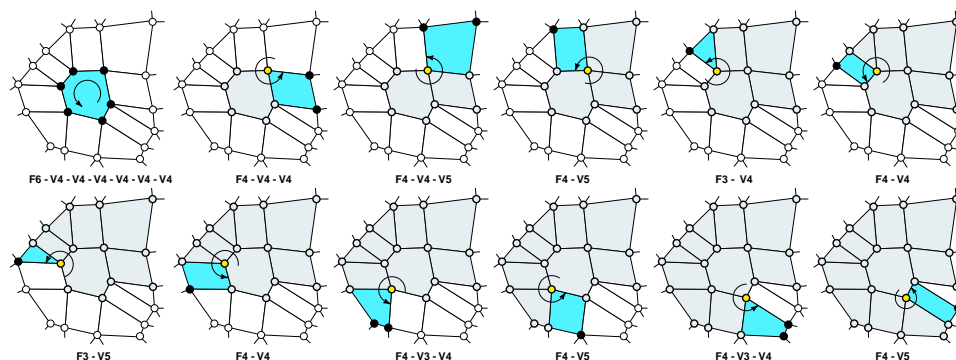 F6 - V4 - V4 - V4 - V4 - V4 - V4
F4 - V4 - V4
F4 - V4 - V5
F4 - V5
F3 - V4
F4 - V4
F3 - V5
F4 - V4
F4 - V3 - V4
F4 - V5
F4 - V3 - V4
F4 - V5